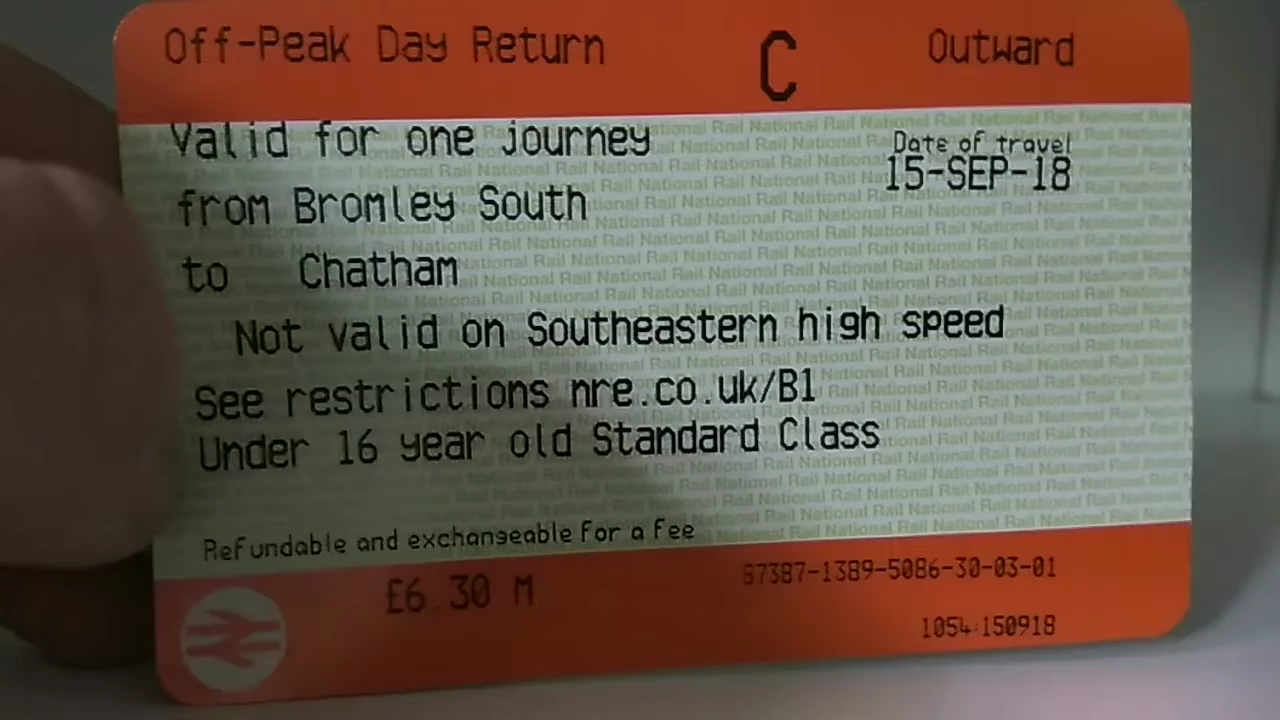 Off-Peak Day Return C Outward
Valid for one journey
Date of travel
15-SEP-18
from Bromley South
to Chatham
Not valid on Southeastern high speed
See restrictions nre.co.uk/B1
Under 16 year old Standard Class
Refundable and exchangeable for a fee
£6 30 M
87387-1389-5086-30-03-01
1054 150918